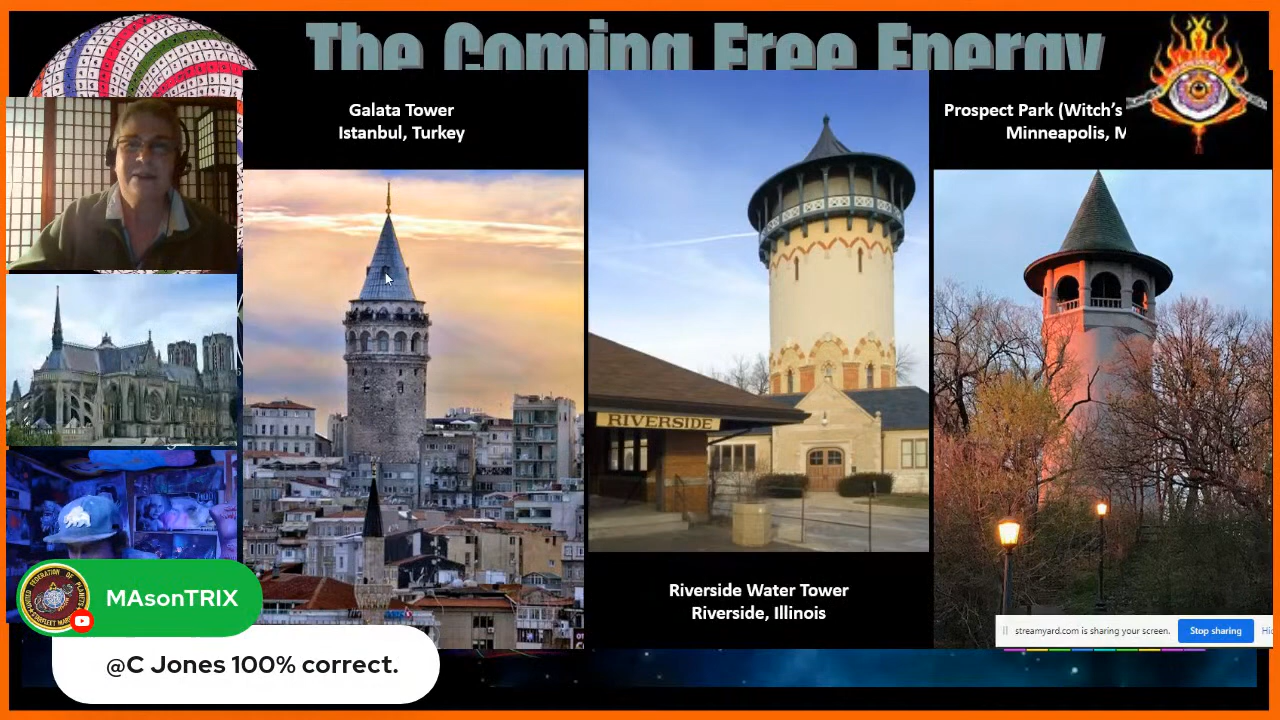 The Coming Free Energy
Galata Tower
Istanbul, Turkey
Prospect Park (Witch's
Minneapolis, M
RIVERSIDE
Riverside Water Tower
Riverside, Illinois
MAsonTRIX
@C Jones 100% correct.
streamyard.com is sharing your screen.
Stop sharing
Hid